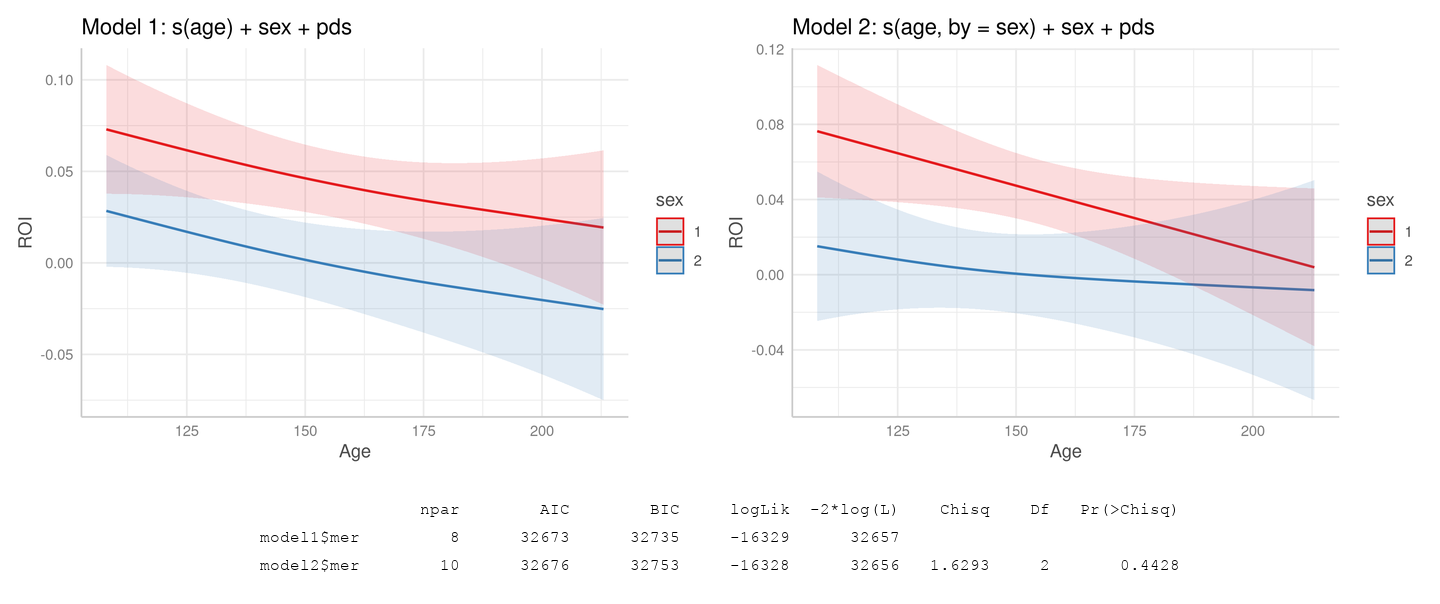 Model 1: s(age) + sex + pds
0.10
0.05
0.00
-0.05
ROI
125 150 175 200
Age
sex
1
2
Model 2: s(age, by = sex) + sex + pds
0.12
0.08
0.04
0.00
-0.04
ROI
125 150 175 200
Age
sex
1
2
npar AIC BIC logLik -2*log(L) Chisq Df Pr(>Chisq)
model1$mer 8 32673 32735 -16329 32657
model2$mer 10 32676 32753 -16328 32656 1.6293 2 0.4428